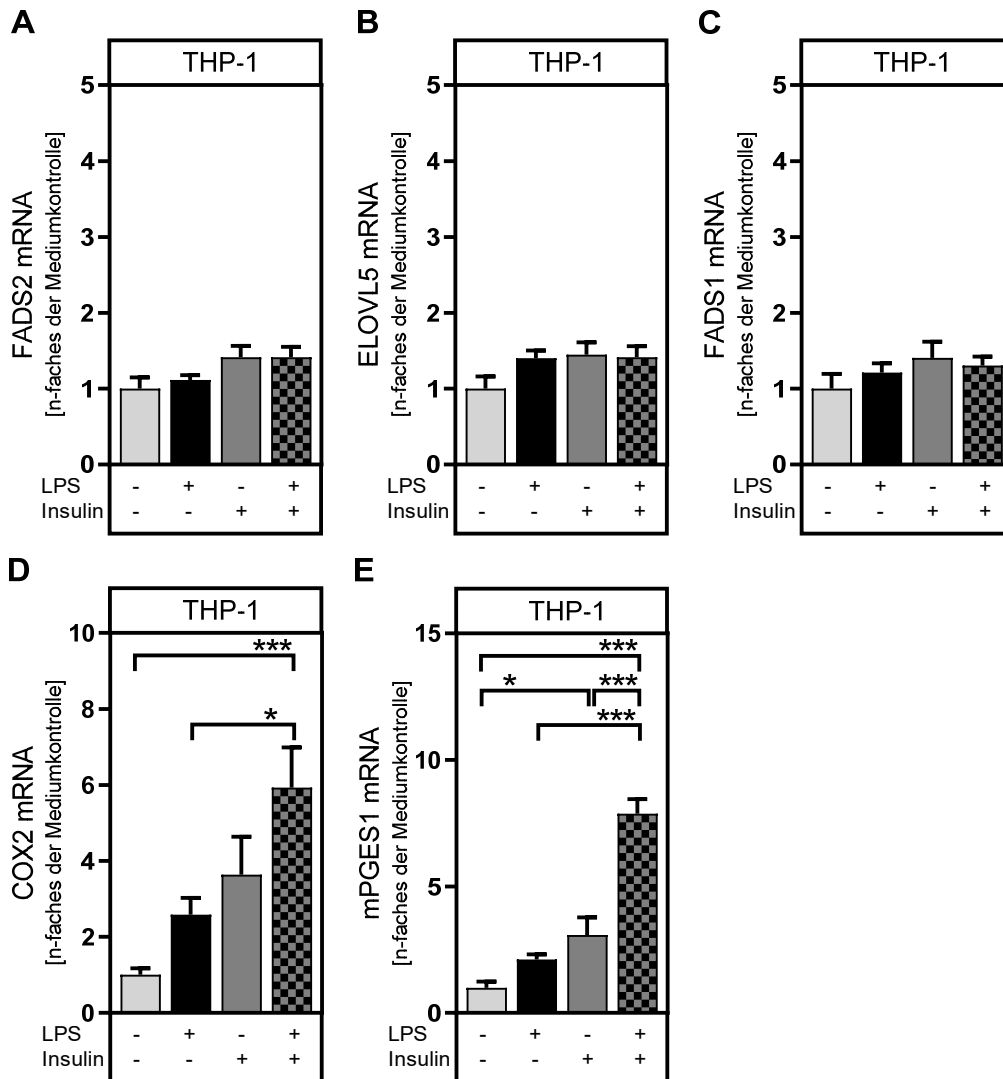 A
THP-1
FADS2 mRNA
[n-faches der Mediumkontrolle]
5
4
3
2
1
0
LPS - + - +
Insulin - - + +
B
THP-1
ELOVL5 mRNA
[n-faches der Mediumkontrolle]
5
4
3
2
1
0
- + - +
- - + +
C
THP-1
FADS1 mRNA
[n-faches der Mediumkontrolle]
5
4
3
2
1
0
LPS - + - +
Insulin - - + +
D
THP-1
COX2 mRNA
[n-faches der Mediumkontrolle]
10
8
6
4
2
0
***
*
LPS - + - +
Insulin - - + +
E
THP-1
mPGES1 mRNA
[n-faches der Mediumkontrolle]
15
10
5
0
***
* ***
***
LPS - + - +
Insulin - - + +